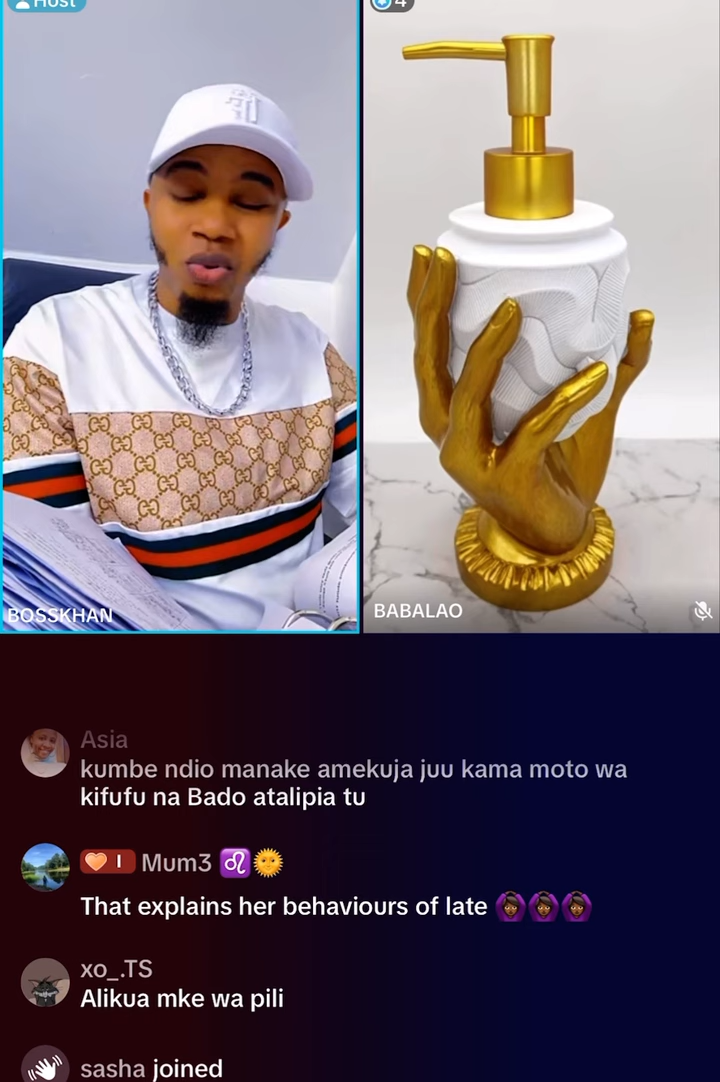 Host
4
BOSSKHAN
BABALAO
Asia
kumbe ndio manake amekuja juu kama moto wa
kifufu na Bado atalipia tu
I Mum3 ♌🌞
That explains her behaviours of late 🙆🏾‍♀️🙆🏾‍♀️🙆🏾‍♀️
xo_.TS
Alikua mke wa pili
sasha joined